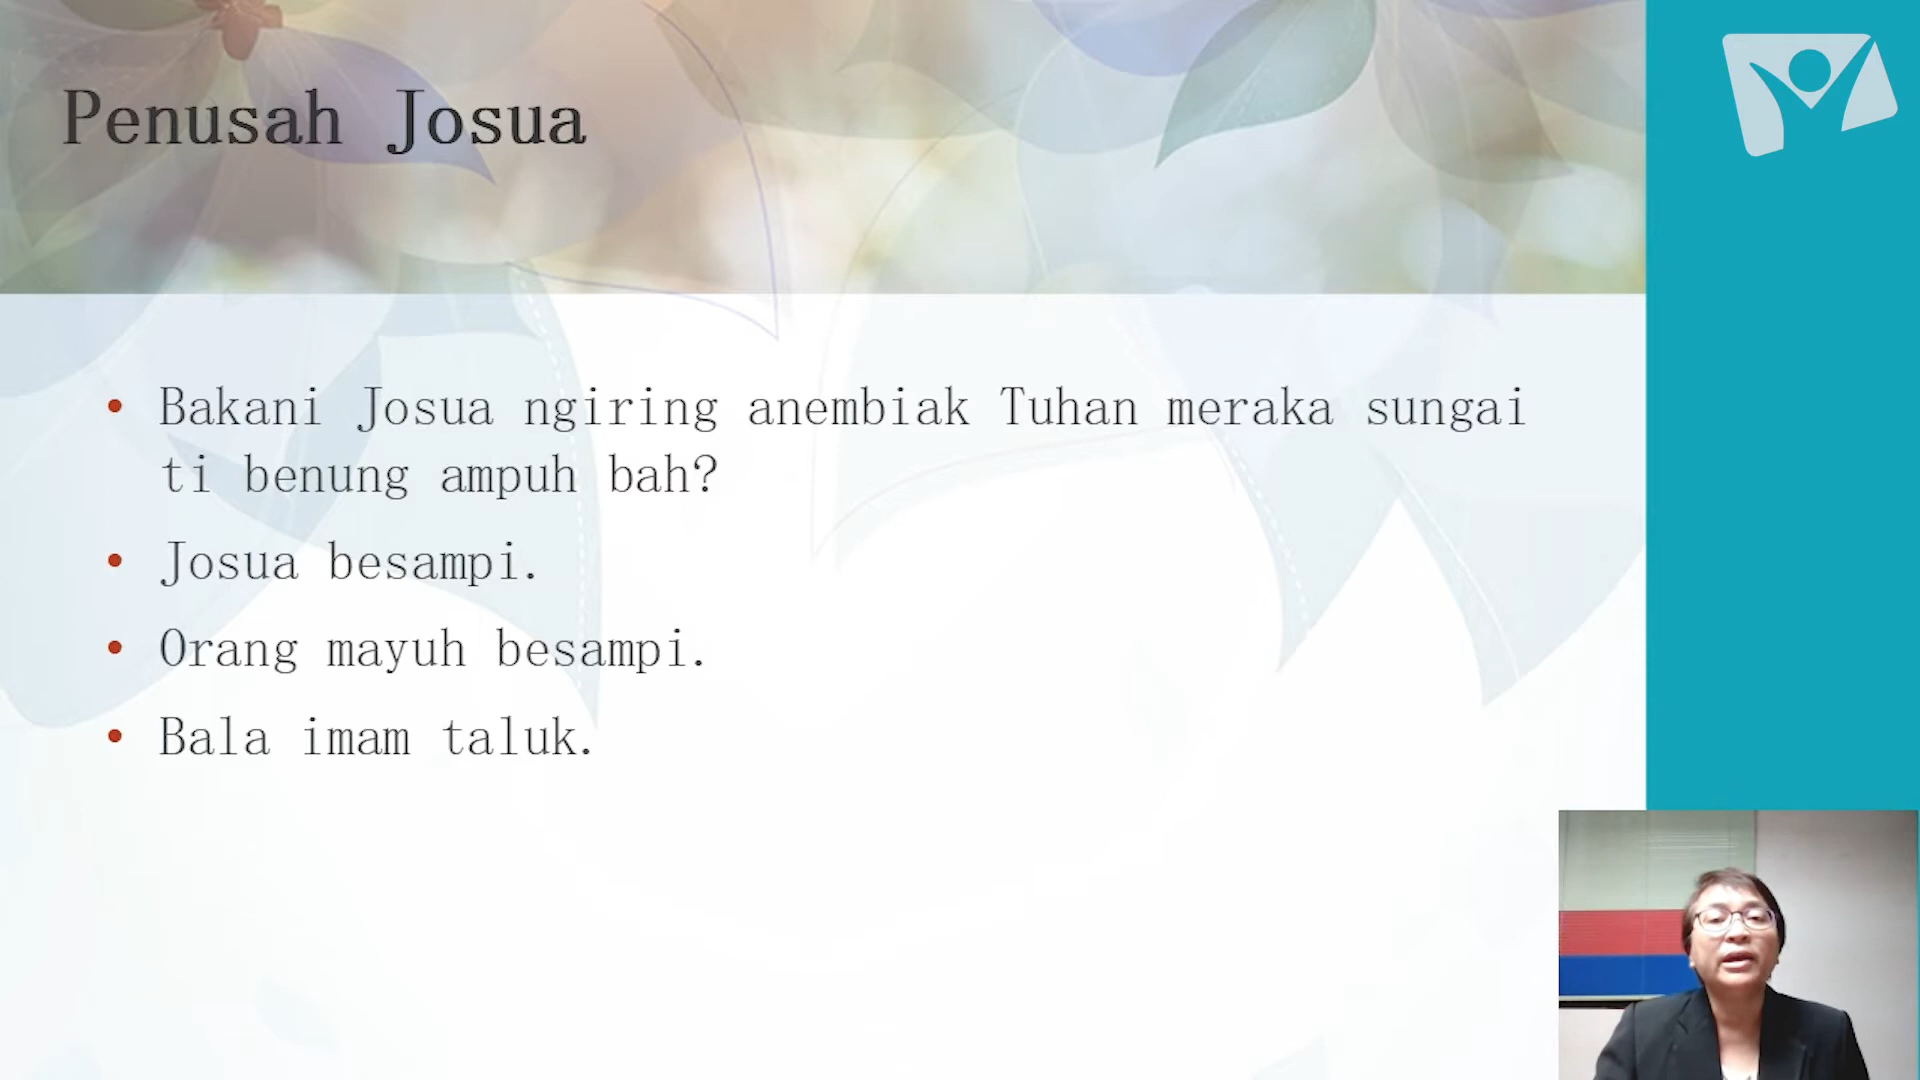 Penusah Josua
• Bakani Josua ngiring anembiak Tuhan meraka sungai
ti benung ampuh bah?
• Josua besampi.
• Orang mayuh besampi.
• Bala imam taluk.